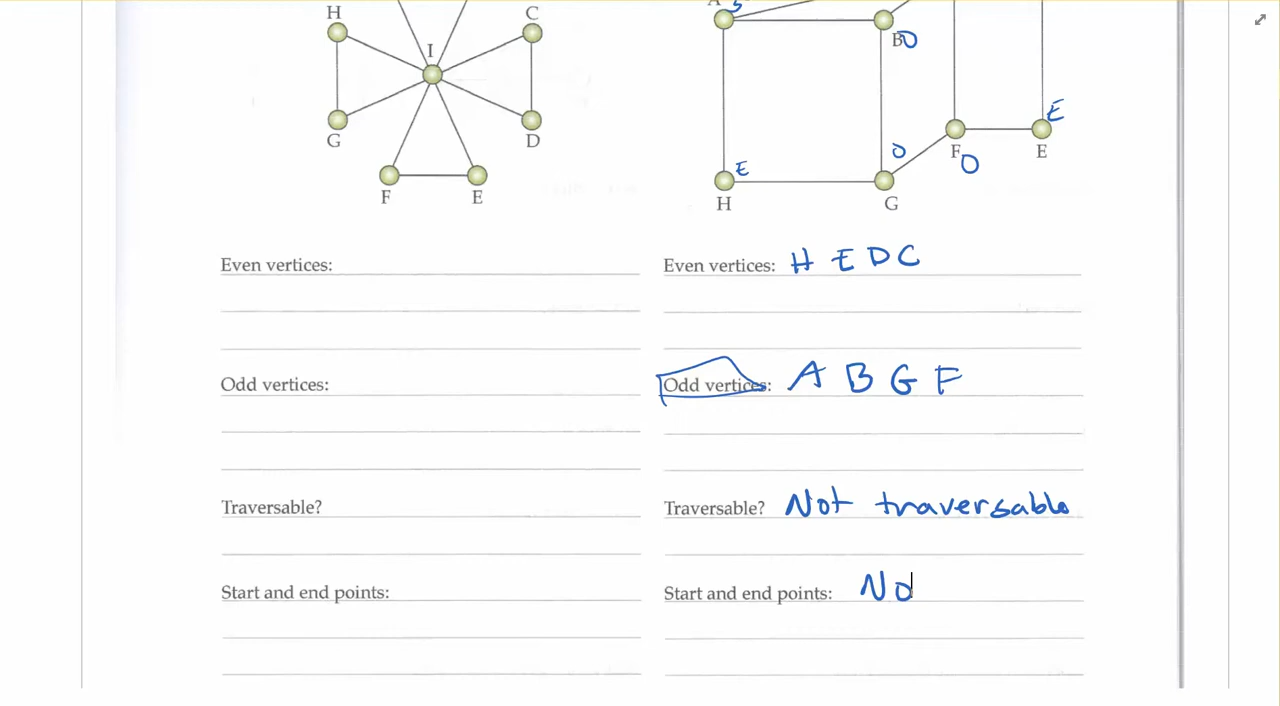 H
C
I
G
D
F
E
A 3
B O
E
O
F O
E
E
H
G
Even vertices:
Odd vertices:
Traversable?
Start and end points:
Even vertices: H E D C
Odd vertices: A B G F
Traversable? Not traversable
Start and end points: No